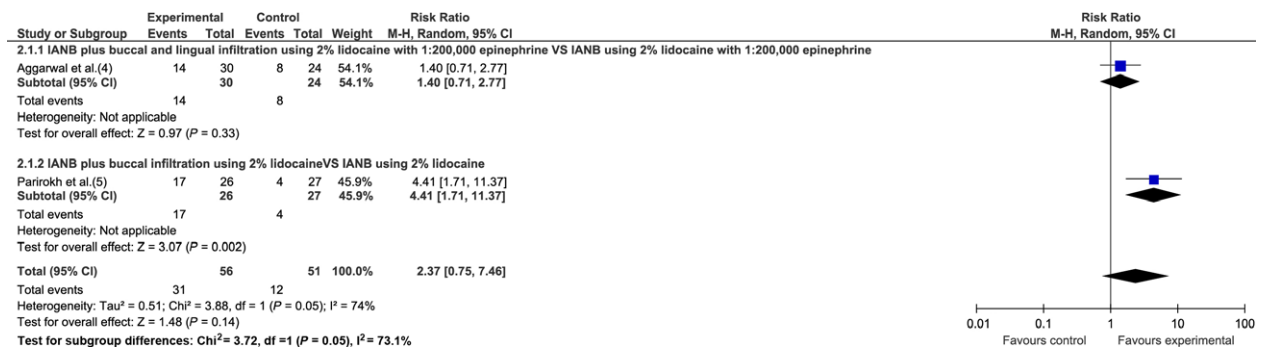 Experimental Control Risk Ratio Risk Ratio
Study or Subgroup Events Total Events Total Weight M-H, Random, 95% CI M-H, Random, 95% CI
2.1.1 IANB plus buccal and lingual infiltration using 2% lidocaine with 1:200,000 epinephrine VS IANB using 2% lidocaine with 1:200,000 epinephrine
Aggarwal et al.(4) 14 30 8 24 54.1% 1.40 [0.71, 2.77]
Subtotal (95% CI) 30 24 54.1% 1.40 [0.71, 2.77]
Total events 14 8
Heterogeneity: Not applicable
Test for overall effect: Z = 0.97 (P = 0.33)
2.1.2 IANB plus buccal infiltration using 2% lidocaineVS IANB using 2% lidocaine
Parirokh et al.(5) 17 26 4 27 45.9% 4.41 [1.71, 11.37]
Subtotal (95% CI) 26 27 45.9% 4.41 [1.71, 11.37]
Total events 17 4
Heterogeneity: Not applicable
Test for overall effect: Z = 3.07 (P = 0.002)
Total (95% CI) 56 51 100.0% 2.37 [0.75, 7.46]
Total events 31 12
Heterogeneity: Tau² = 0.51; Chi² = 3.88, df = 1 (P = 0.05); I² = 74%
Test for overall effect: Z = 1.48 (P = 0.14)
Test for subgroup differences: Chi²= 3.72, df =1 (P = 0.05), I²= 73.1%
0.01 0.1 1 10 100
Favours control Favours experimental